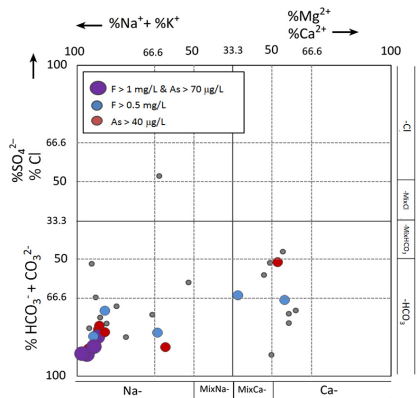 ← %Na⁺+ %K⁺
%Mg²⁺
%Ca²⁺ →
100 66.6 50 33.3 50 66.6 100
100
66.6
50
33.3
50
66.6
100
%SO₄²⁻
% Cl
% HCO₃⁻ + CO₃²⁻
F > 1 mg/L & As > 70 µg/L
F > 0.5 mg/L
As > 40 µg/L
-Cl
-MixCl
-MixHCO₃
-HCO₃
Na- MixNa- MixCa- Ca-